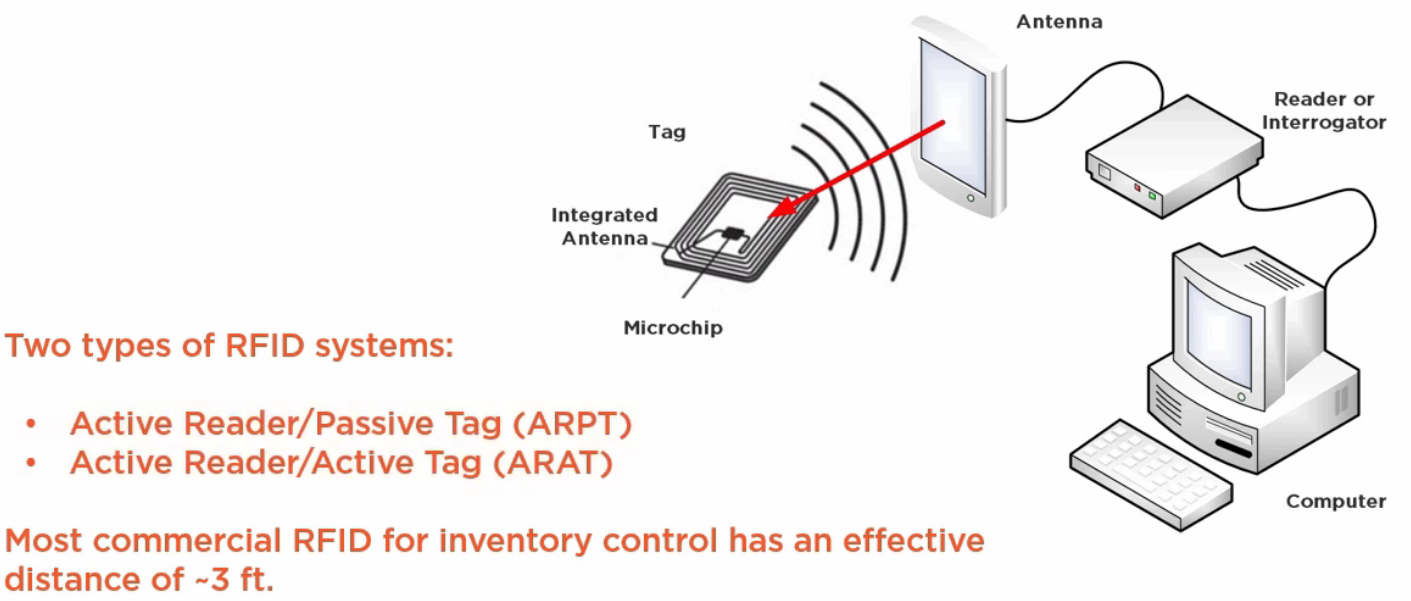 Antenna
Reader or
Interrogator
Tag
Integrated
Antenna
Microchip
Computer
Two types of RFID systems:
• Active Reader/Passive Tag (ARPT)
• Active Reader/Active Tag (ARAT)
Most commercial RFID for inventory control has an effective
distance of ~3 ft.